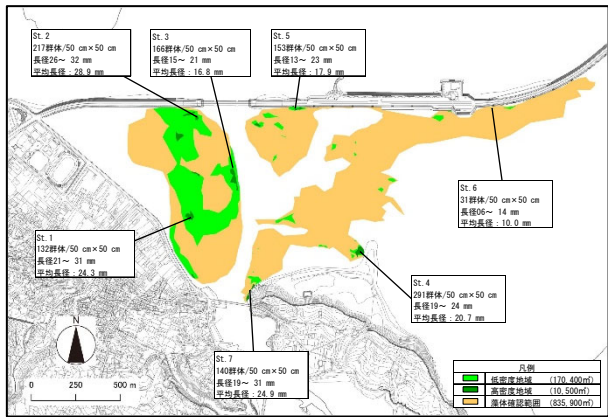 St. 2
217群体/50 cm×50 cm
長径26～ 32 mm
平均長径：28.9 mm
St. 3
166群体/50 cm×50 cm
長径15～ 21 mm
平均長径：16.8 mm
St. 5
153群体/50 cm×50 cm
長径13～ 23 mm
平均長径：17.9 mm
St. 6
31群体/50 cm×50 cm
長径06～ 14 mm
平均長径：10.0 mm
St. 1
132群体/50 cm×50 cm
長径21～ 31 mm
平均長径：24.3 mm
St. 4
291群体/50 cm×50 cm
長径19～ 24 mm
平均長径：20.7 mm
St. 7
140群体/50 cm×50 cm
長径19～ 31 mm
平均長径：24.9 mm
N
0 250 500 m
凡例
低密度地域 (170,400㎡)
高密度地域 (10,500㎡)
藻体確認範囲 (835,900㎡)